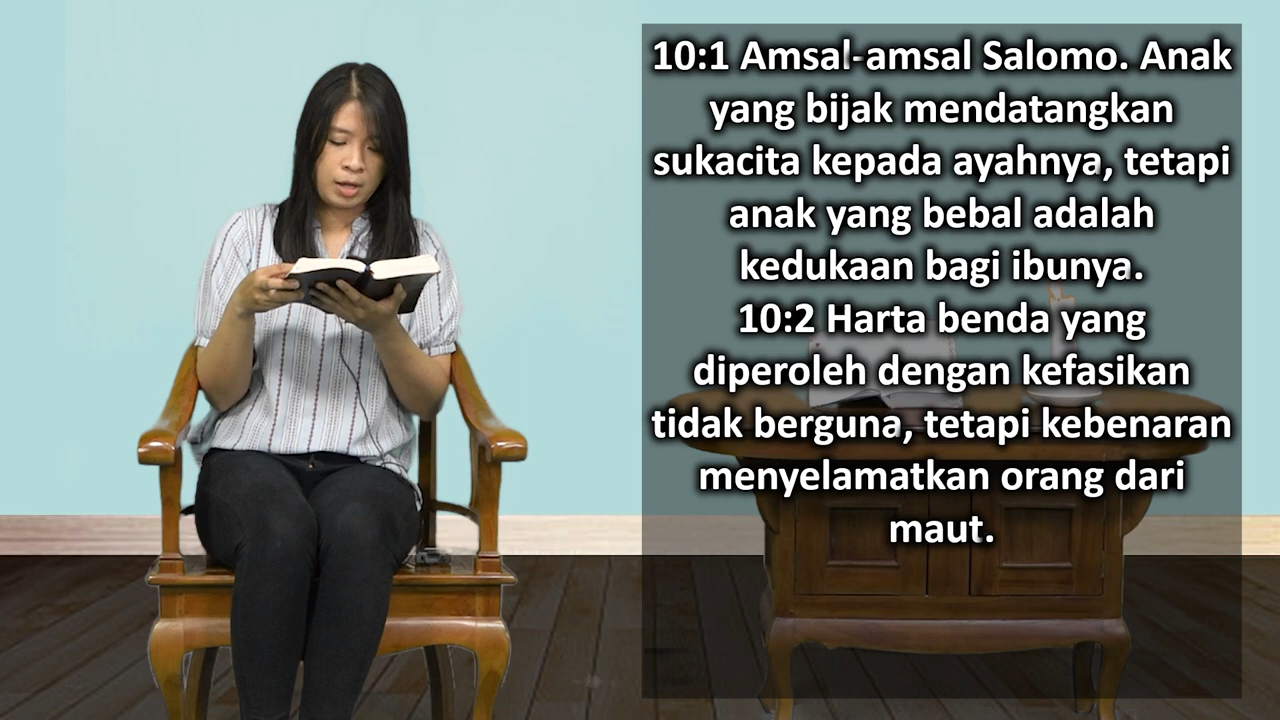 10:1 Amsal-amsal Salomo. Anak
yang bijak mendatangkan
sukacita kepada ayahnya, tetapi
anak yang bebal adalah
kedukaan bagi ibunya.
10:2 Harta benda yang
diperoleh dengan kefasikan
tidak berguna, tetapi kebenaran
menyelamatkan orang dari
maut.